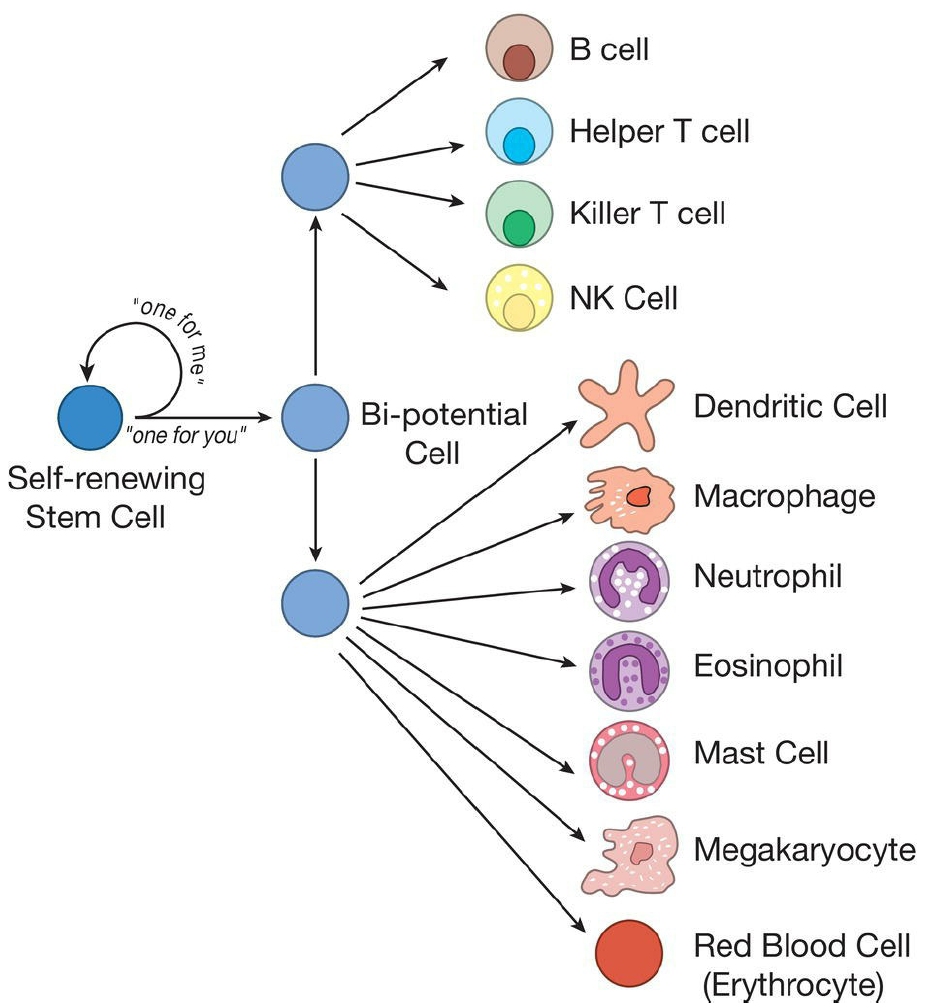 B cell
Helper T cell
Killer T cell
NK Cell
"one for me"
"one for you"
Self-renewing
Stem Cell
Bi-potential
Cell
Dendritic Cell
Macrophage
Neutrophil
Eosinophil
Mast Cell
Megakaryocyte
Red Blood Cell
(Erythrocyte)